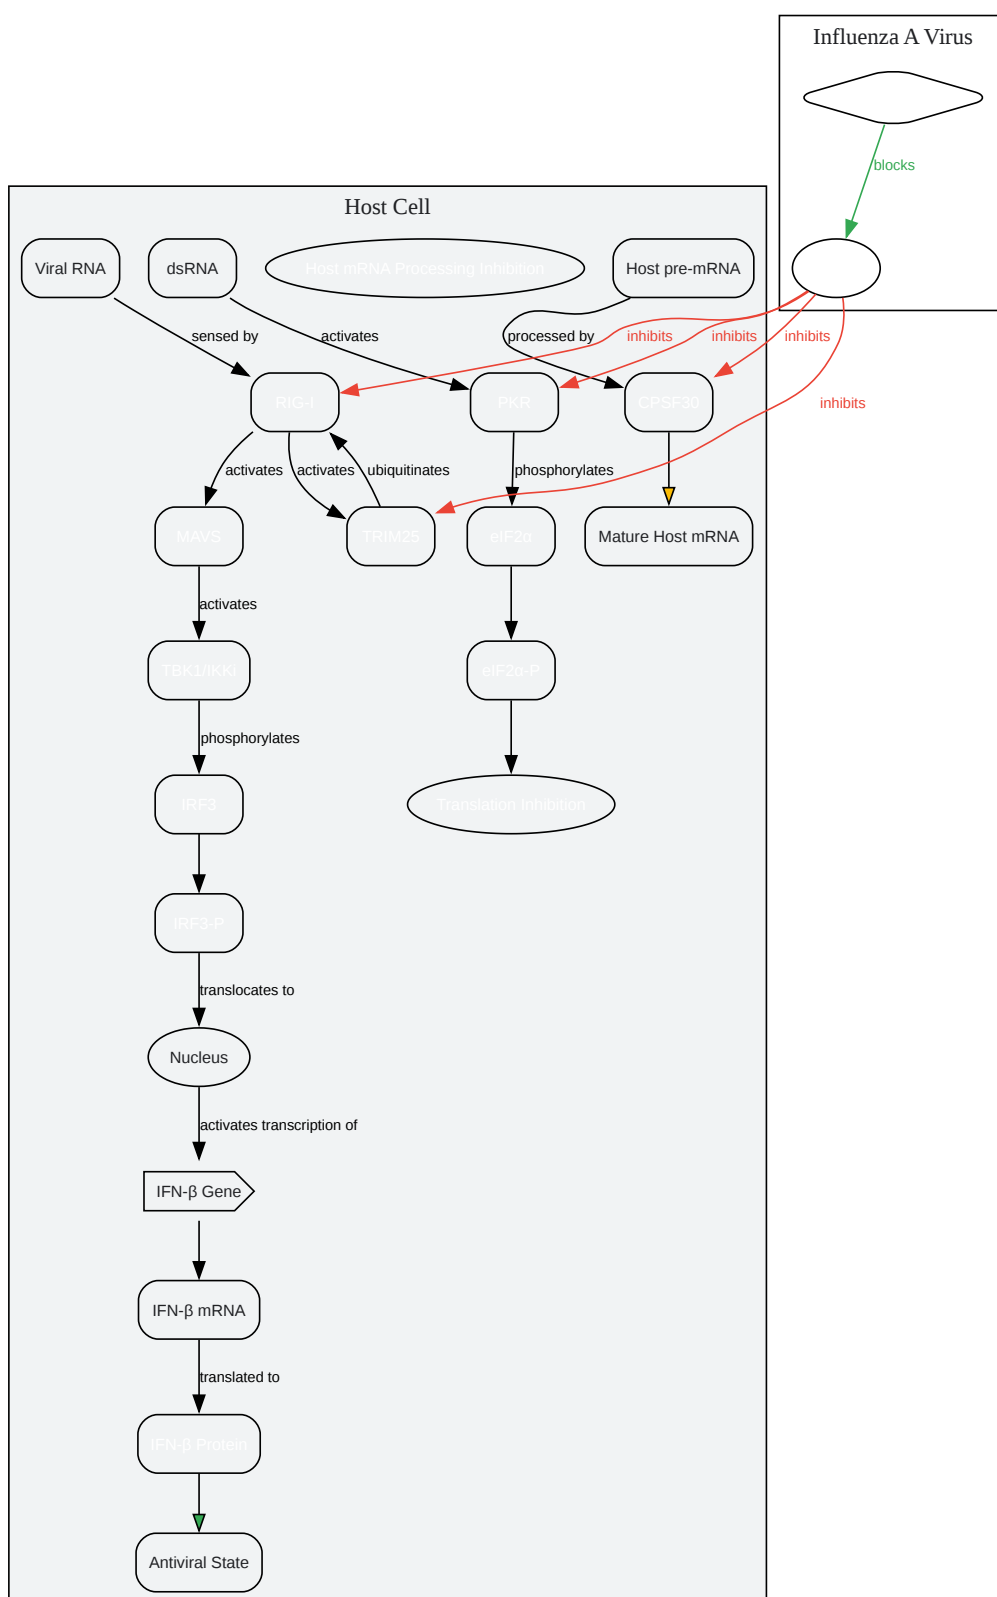 Influenza A Virus
blocks
Host Cell
Viral RNA
dsRNA
Host mRNA Processing Inhibition
Host pre-mRNA
sensed by
activates
processed by
inhibits
inhibits
inhibits
inhibits
RIG-I
PKR
CPSF30
activates
activates
ubiquitinates
phosphorylates
MAVS
TRIM25
eIF2α
Mature Host mRNA
activates
TBK1/IKKi
eIF2α-P
phosphorylates
IRF3
Translation Inhibition
IRF3-P
translocates to
Nucleus
activates transcription of
IFN-β Gene
IFN-β mRNA
translated to
IFN-β Protein
Antiviral State